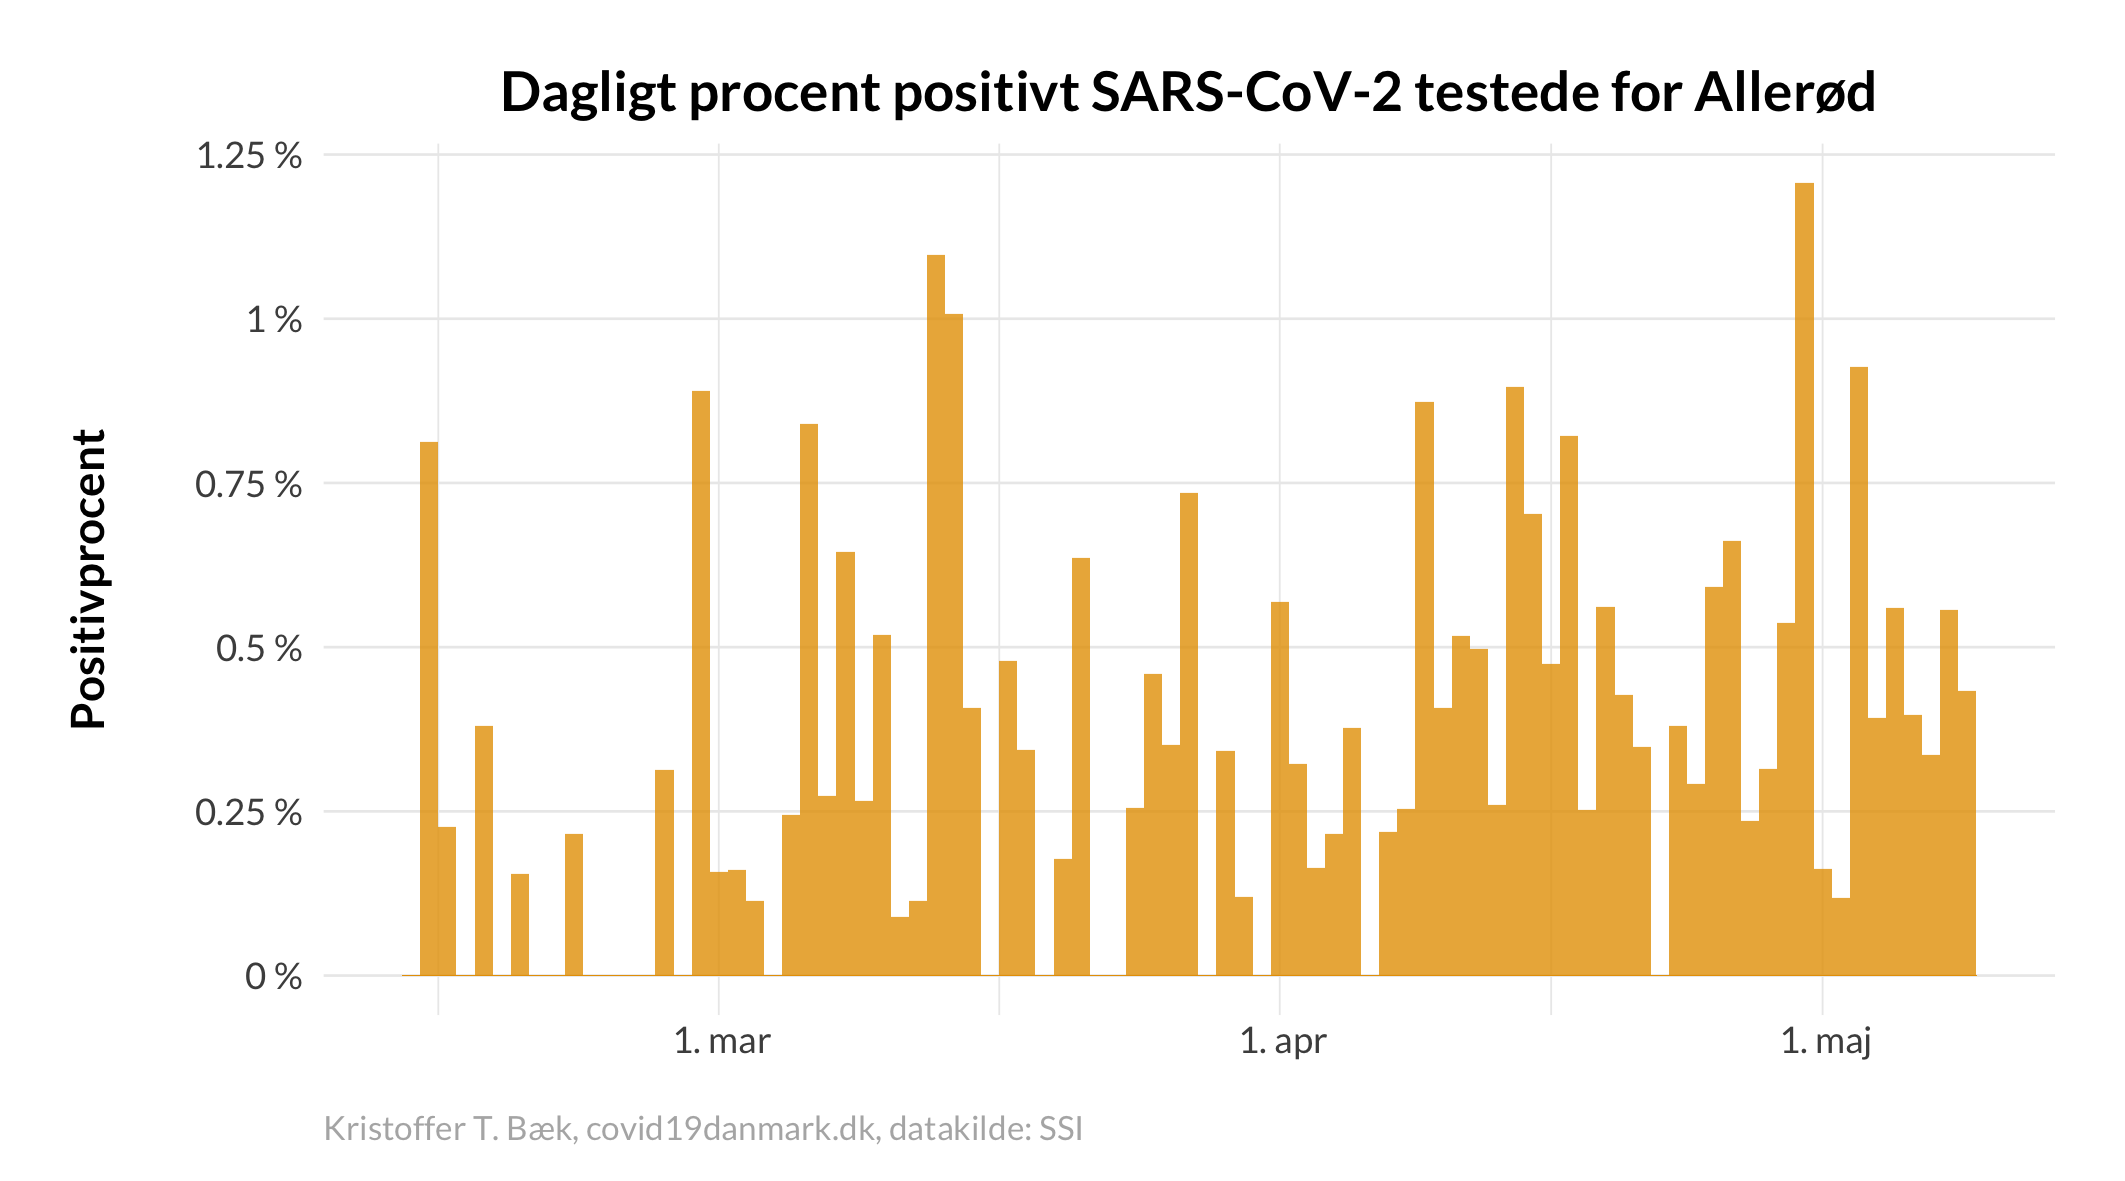 Dagligt procent positivt SARS-CoV-2 testede for Allerød
Positivprocent
1.25 %
1 %
0.75 %
0.5 %
0.25 %
0 %
1. mar
1. apr
1. maj
Kristoffer T. Bæk, covid19danmark.dk, datakilde: SSI